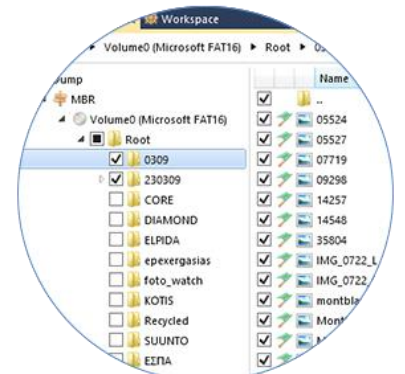 Workspace
Volume0 (Microsoft FAT16) Root
Name
MBR
Volume0 (Microsoft FAT16)
Root
0309
230309
CORE
DIAMOND
ELPIDA
epexergasias
foto_watch
KOTIS
Recycled
SUUNTO
ΕΣΠΑ
..
05524
05527
07719
09298
14257
14548
35804
IMG_0722_L
IMG_0722_
montbla
Mont